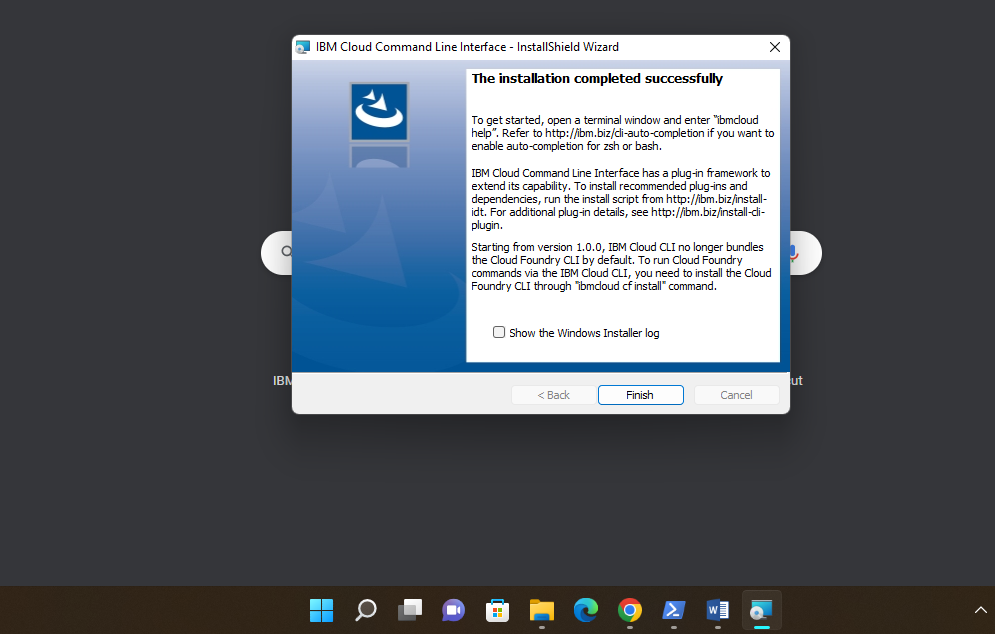 IBM Cloud Command Line Interface - InstallShield Wizard
The installation completed successfully
To get started, open a terminal window and enter “ibmcloud
help”. Refer to http://ibm.biz/cli-auto-completion if you want to
enable auto-completion for zsh or bash.
IBM Cloud Command Line Interface has a plug-in framework to
extend its capability. To install recommended plug-ins and
dependencies, run the install script from http://ibm.biz/install-
idt. For additional plug-in details, see http://ibm.biz/install-cli-
plugin.
Starting from version 1.0.0, IBM Cloud CLI no longer bundles
the Cloud Foundry CLI by default. To run Cloud Foundry
commands via the IBM Cloud CLI, you need to install the Cloud
Foundry CLI through "ibmcloud cf install" command.
Show the Windows Installer log
IBM
ut
< Back
Finish
Cancel